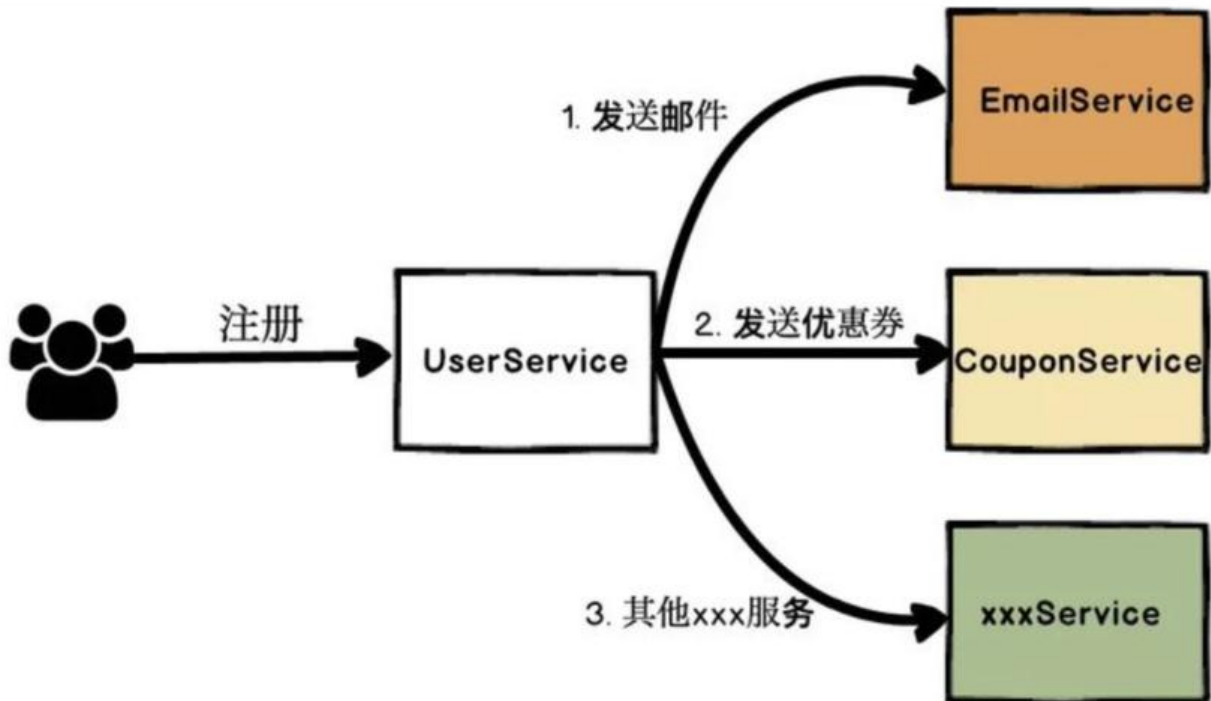 1. 发送邮件
EmailService
注册
UserService
2. 发送优惠券
CouponService
3. 其他xxx服务
xxxService